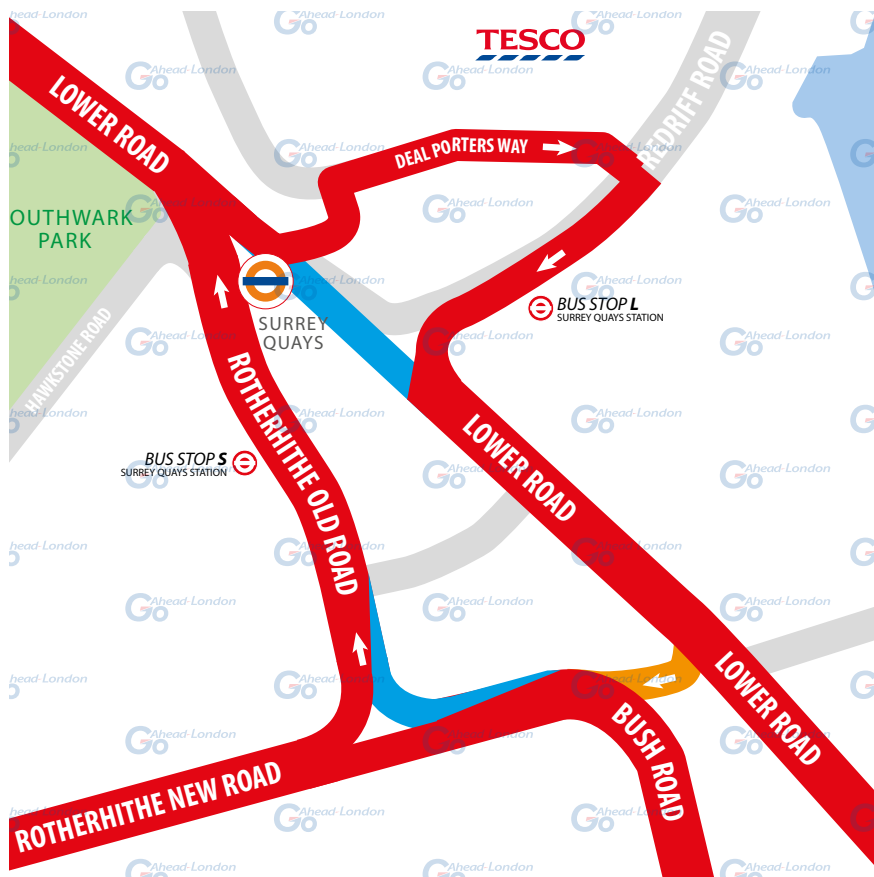 TESCO
LOWER ROAD
REDRIFF ROAD
DEAL PORTERS WAY
OUTHWARK
PARK
BUS STOP L
SURREY QUAYS STATION
SURREY
QUAYS
HAWKSTONE ROAD
ROTHERHITHE OLD ROAD
BUS STOP S
SURREY QUAYS STATION
LOWER ROAD
LOWER ROAD
BUSH ROAD
ROTHERHITHE NEW ROAD
Go Ahead-London